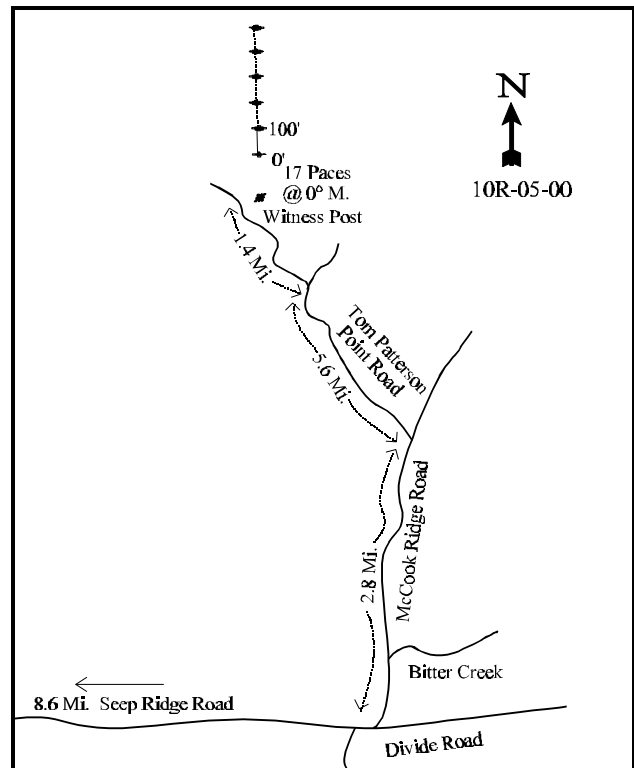 100'
0'
17 Paces
@ 0° M.
Witness Post
N
10R-05-00
1.4 Mi.
Tom Patterson
Point Road
5.6 Mi.
McCook Ridge Road
2.8 Mi.
Bitter Creek
8.6 Mi. Seep Ridge Road
Divide Road